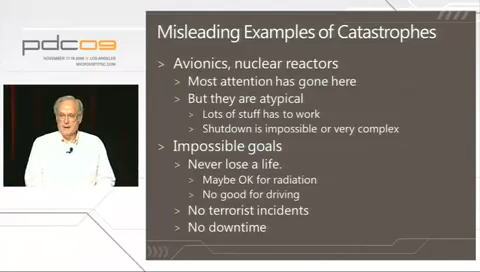 pdc09
NOVEMBER 17-19 2009 // LOS ANGELES
MICROSOFTPDC.COM
Misleading Examples of Catastrophes
> Avionics, nuclear reactors
> Most attention has gone here
> But they are atypical
> Lots of stuff has to work
> Shutdown is impossible or very complex
> Impossible goals
> Never lose a life.
> Maybe OK for radiation
> No good for driving
> No terrorist incidents
> No downtime